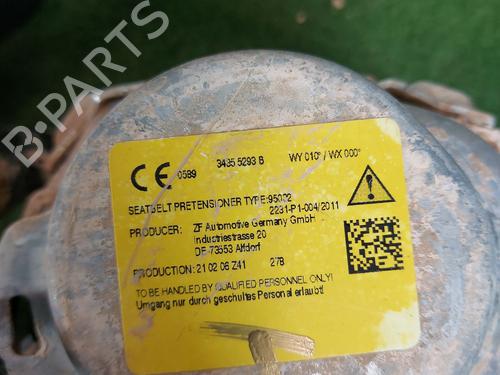 B-PARTS
CE 0589 3435 5293 B WY 010° / WX 000°
SEATBELT PRETENSIONER TYPE:95002
2231-P1-004/2011
PRODUCER: ZF Automotive Germany GmbH
Industriestrasse 20
DE-73553 Alfdorf
PRODUCTION: 21 02 06 Z41 27B
TO BE HANDLED BY QUALIFIED PERSONNEL ONLY!
Umgang nur durch geschultes Personal erlaubt!